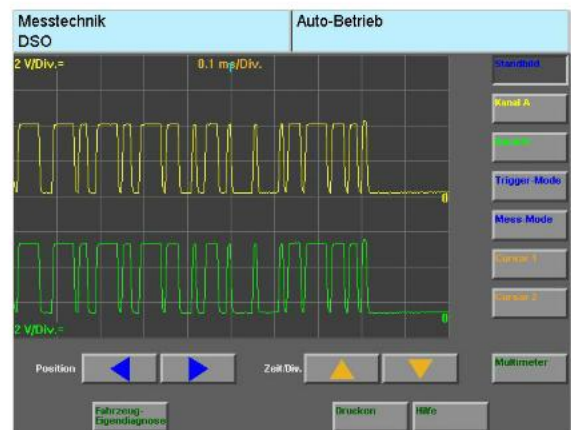 Messtechnik
DSO
Auto-Betrieb
2 V/Div.=
0.1 ms/Div.
Standbild
Kanal A
0
Trigger-Mode
Mess-Mode
Cursor 1
Cursor 2
0
2 V/Div.=
Position
Zeit/Div.
Multimeter
Fahrzeug-
Eigendiagnose
Drucken
Hilfe